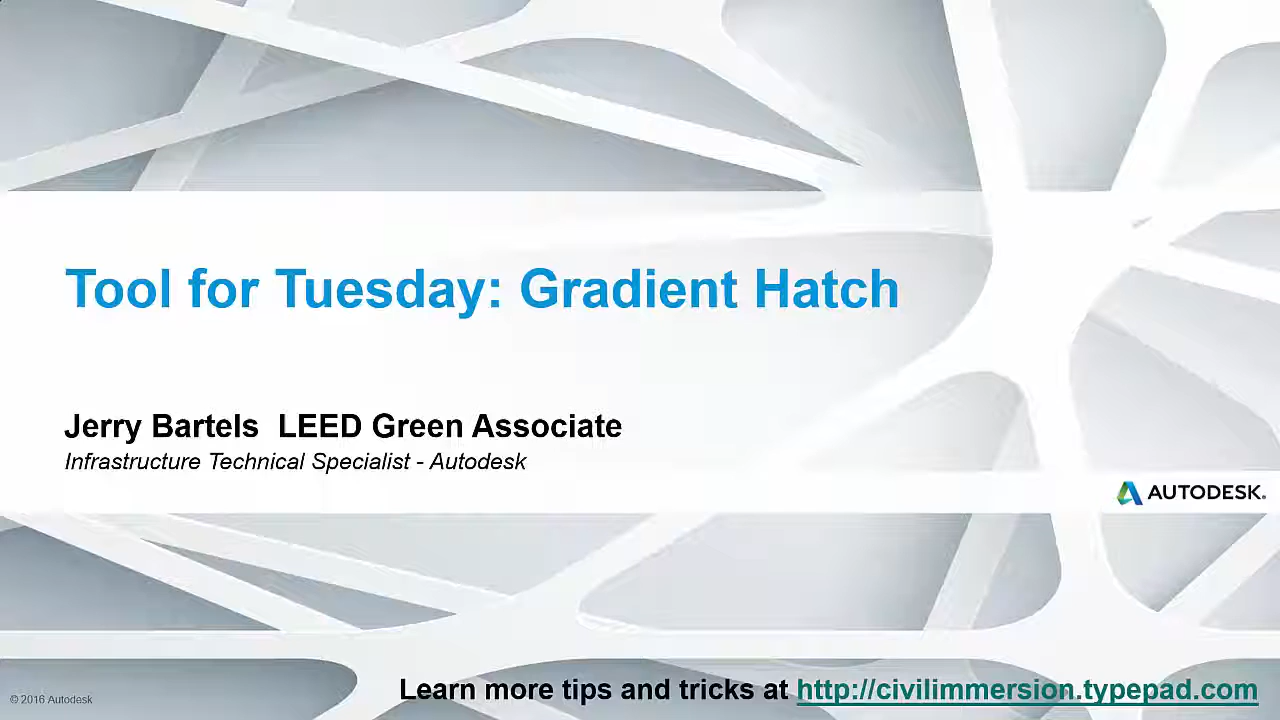 Tool for Tuesday: Gradient Hatch
Jerry Bartels  LEED Green Associate
Infrastructure Technical Specialist - Autodesk
AUTODESK.
Learn more tips and tricks at http://civilimmersion.typepad.com
© 2016 Autodesk